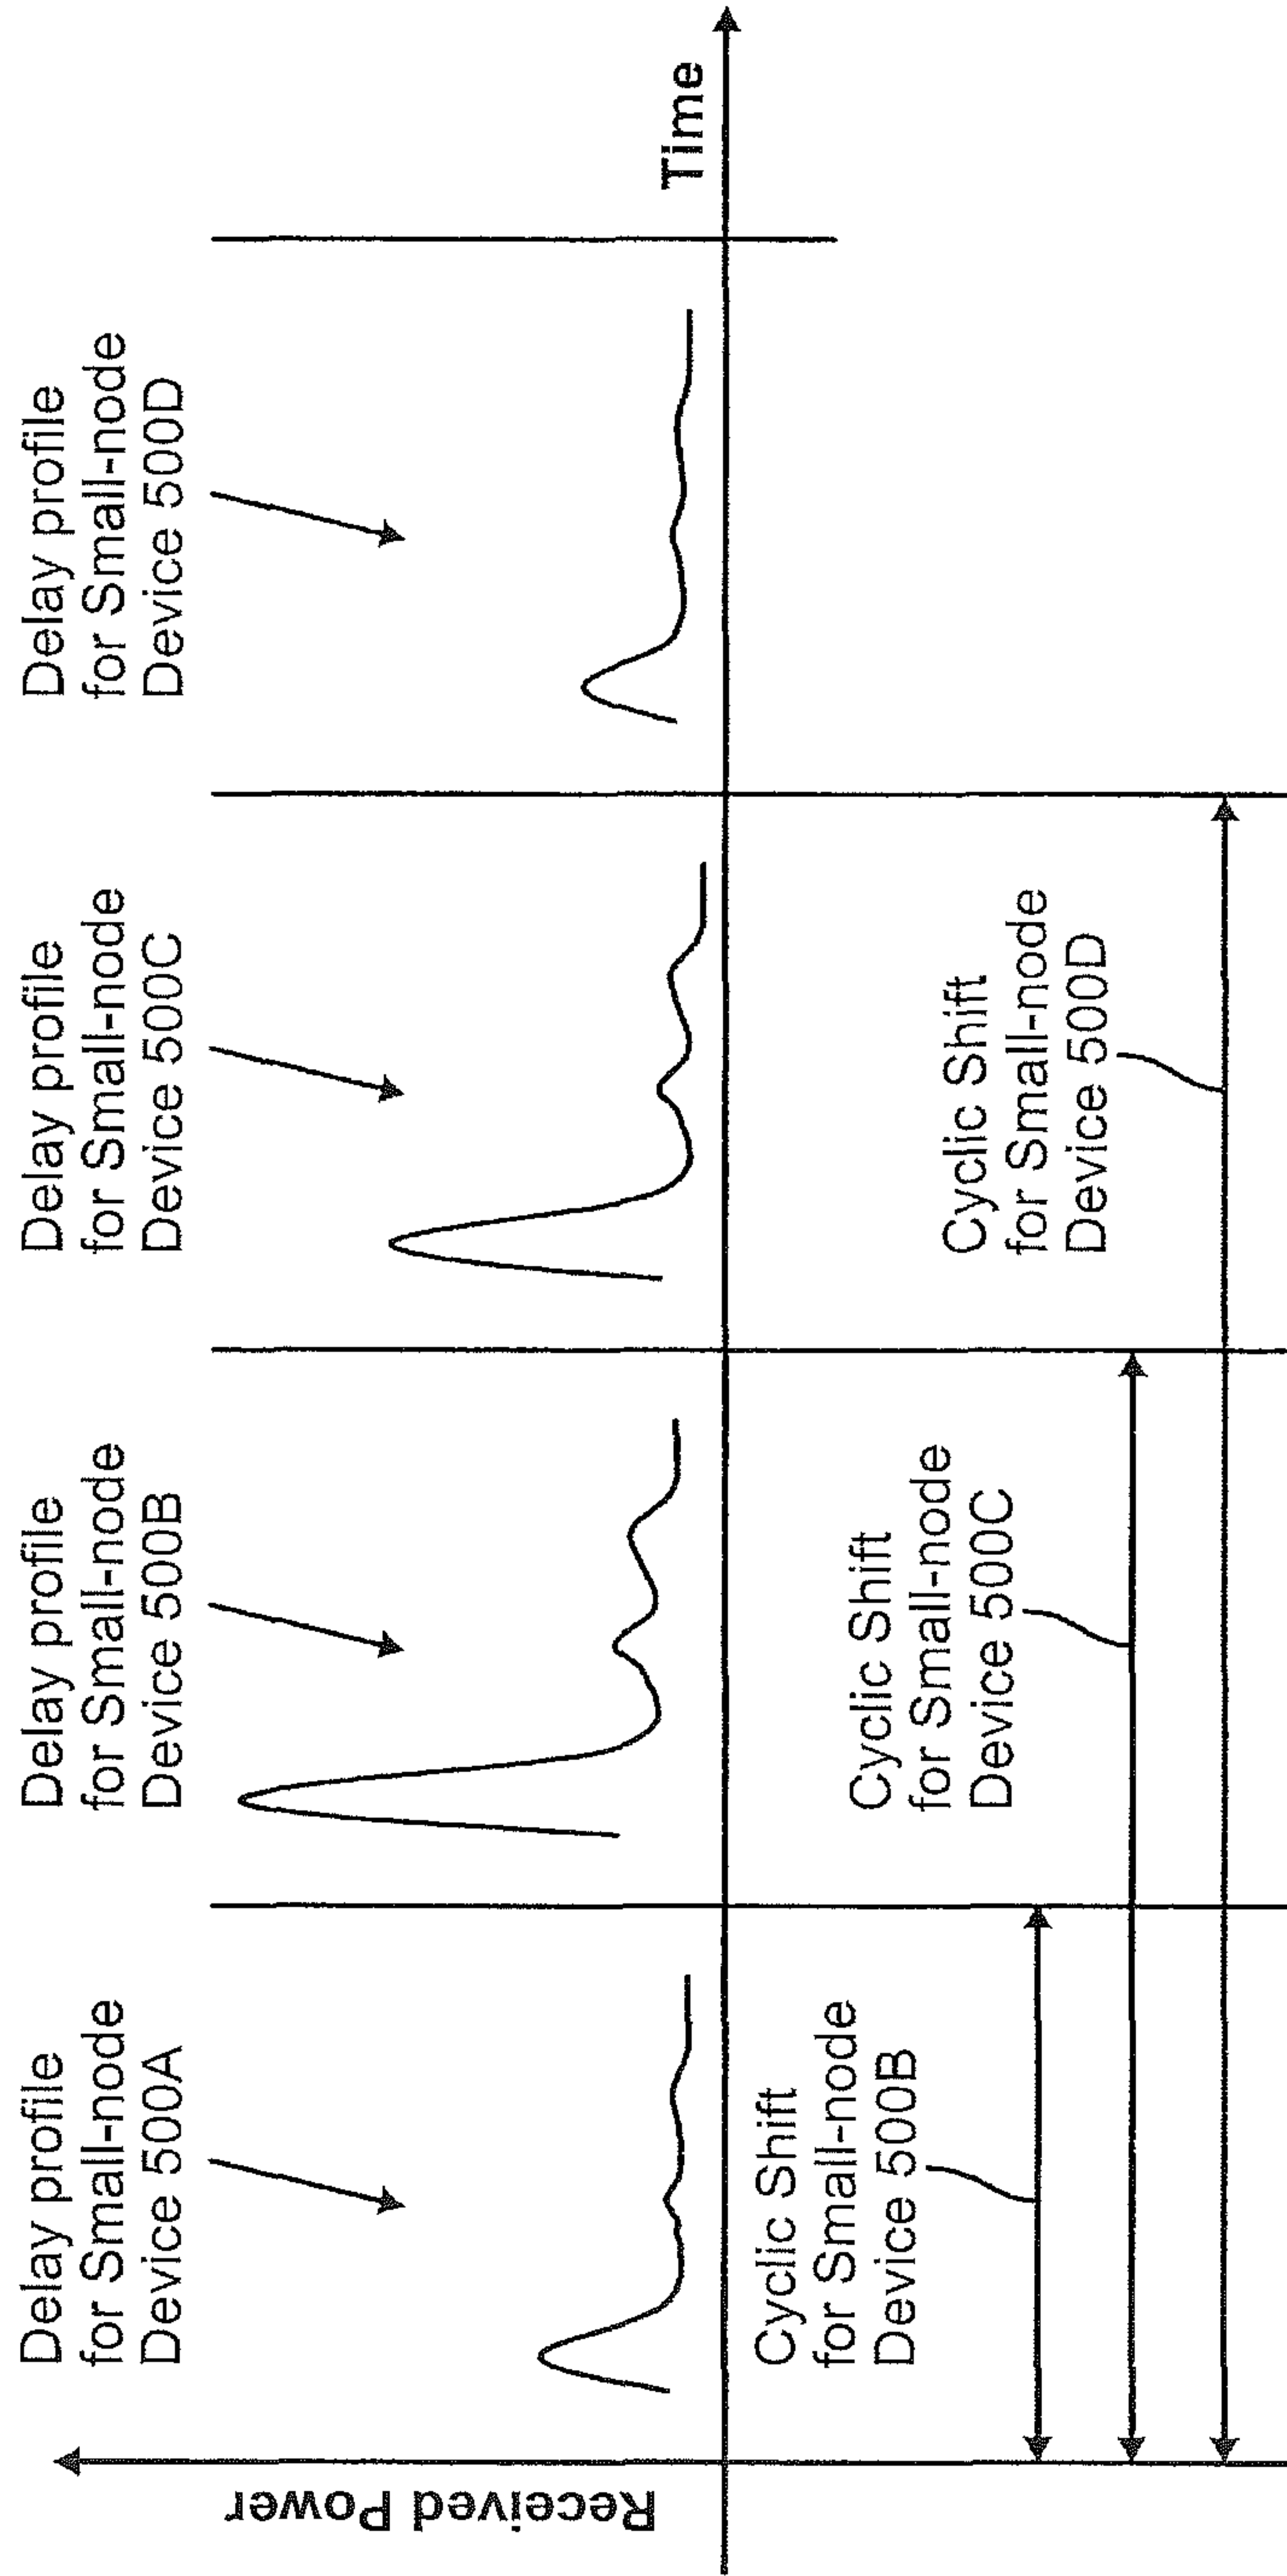 Received Power
Delay profile
for Small-node
Device 500A
Delay profile
for Small-node
Device 500B
Delay profile
for Small-node
Device 500C
Delay profile
for Small-node
Device 500D
Time
Cyclic Shift
for Small-node
Device 500B
Cyclic Shift
for Small-node
Device 500C
Cyclic Shift
for Small-node
Device 500D